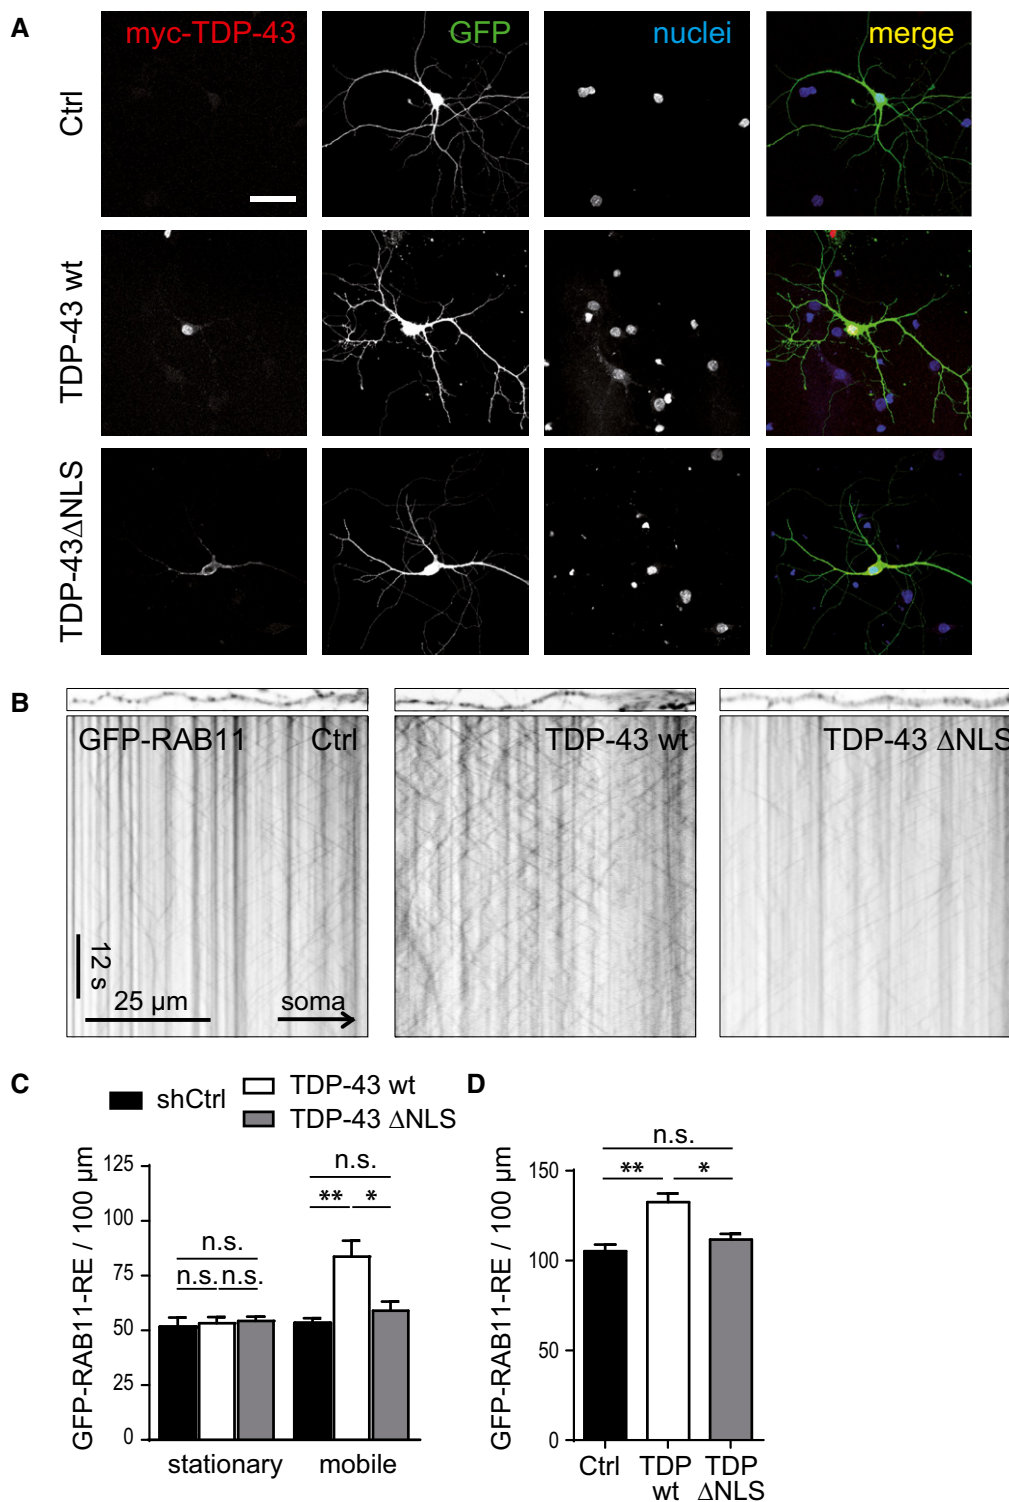 A
myc-TDP-43
GFP
nuclei
merge
Ctrl
TDP-43 wt
TDP-43ΔNLS
B
GFP-RAB11
Ctrl
TDP-43 wt
TDP-43 ΔNLS
12 s
25 µm
soma
C
shCtrl
TDP-43 wt
TDP-43 ΔNLS
GFP-RAB11-RE / 100 µm
125
100
75
50
25
0
n.s.
n.s.
n.s.
n.s.
**
*
stationary
mobile
D
GFP-RAB11-RE / 100 µm
150
100
50
0
n.s.
**
*
Ctrl
TDP
wt
TDP
ΔNLS